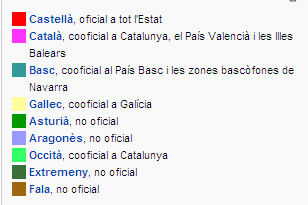 Castellà, oficial a tot l'Estat
Català, cooficial a Catalunya, el País Valencià i les Illes
Balears
Basc, cooficial al País Basc i les zones bascòfones de
Navarra
Gallec, cooficial a Galícia
Asturià, no oficial
Aragonès, no oficial
Occità, cooficial a Catalunya
Extremeny, no oficial
Fala, no oficial